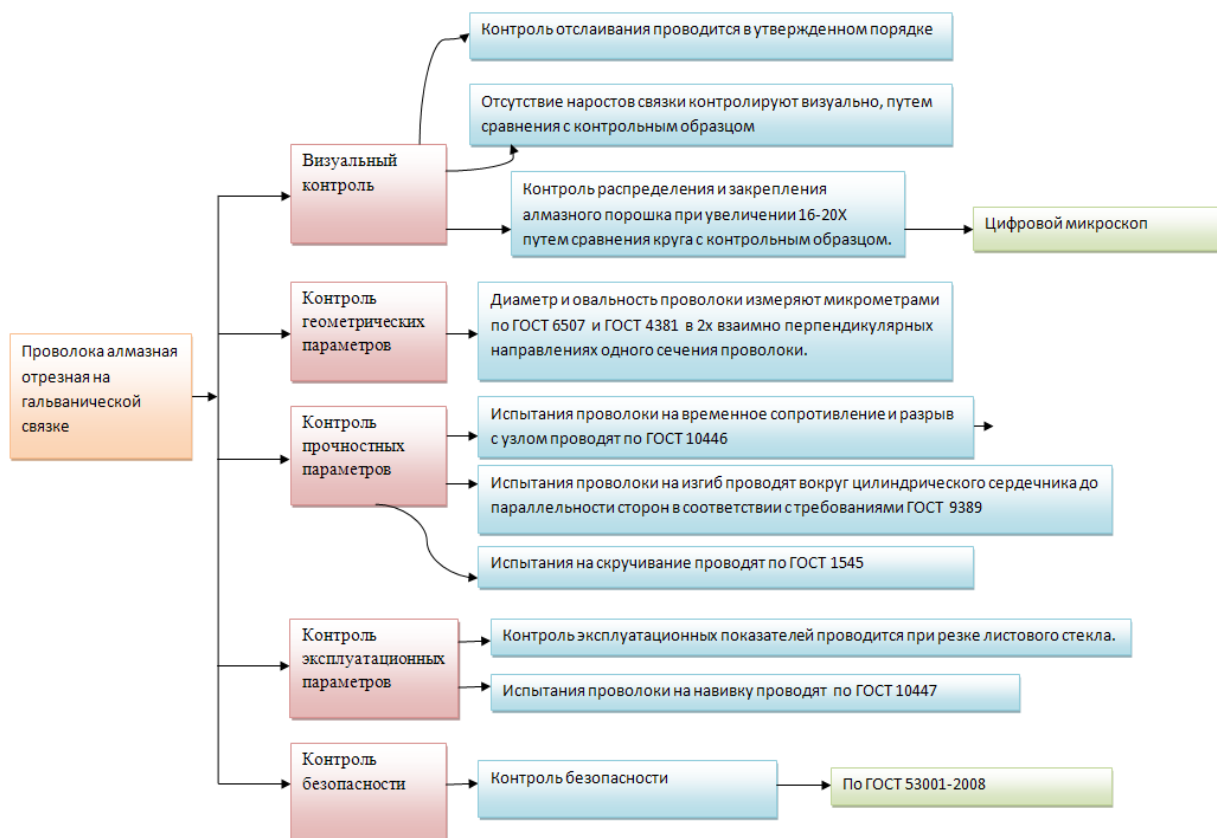 Контроль отслаивания проводится в утвержденном порядке
Отсутствие наростов связки контролируют визуально, путем
сравнения с контрольным образцом
Визуальный
контроль
Контроль распределения и закрепления
алмазного порошка при увеличении 16-20Х
путем сравнения круга с контрольным образцом.
Цифровой микроскоп
Контроль
геометрических
параметров
Диаметр и овальность проволоки измеряют микрометрами
по ГОСТ 6507 и ГОСТ 4381 в 2х взаимно перпендикулярных
направлениях одного сечения проволоки.
Проволока алмазная
отрезная на
гальванической
связке
Контроль
прочностных
параметров
Испытания проволоки на временное сопротивление и разрыв
с узлом проводят по ГОСТ 10446
Испытания проволоки на изгиб проводят вокруг цилиндрического сердечника до
параллельности сторон в соответствии с требованиями ГОСТ 9389
Испытания на скручивание проводят по ГОСТ 1545
Контроль
эксплуатационных
параметров
Контроль эксплуатационных показателей проводится при резке листового стекла.
Испытания проволоки на навивку проводят по ГОСТ 10447
Контроль
безопасности
Контроль безопасности
По ГОСТ 53001-2008